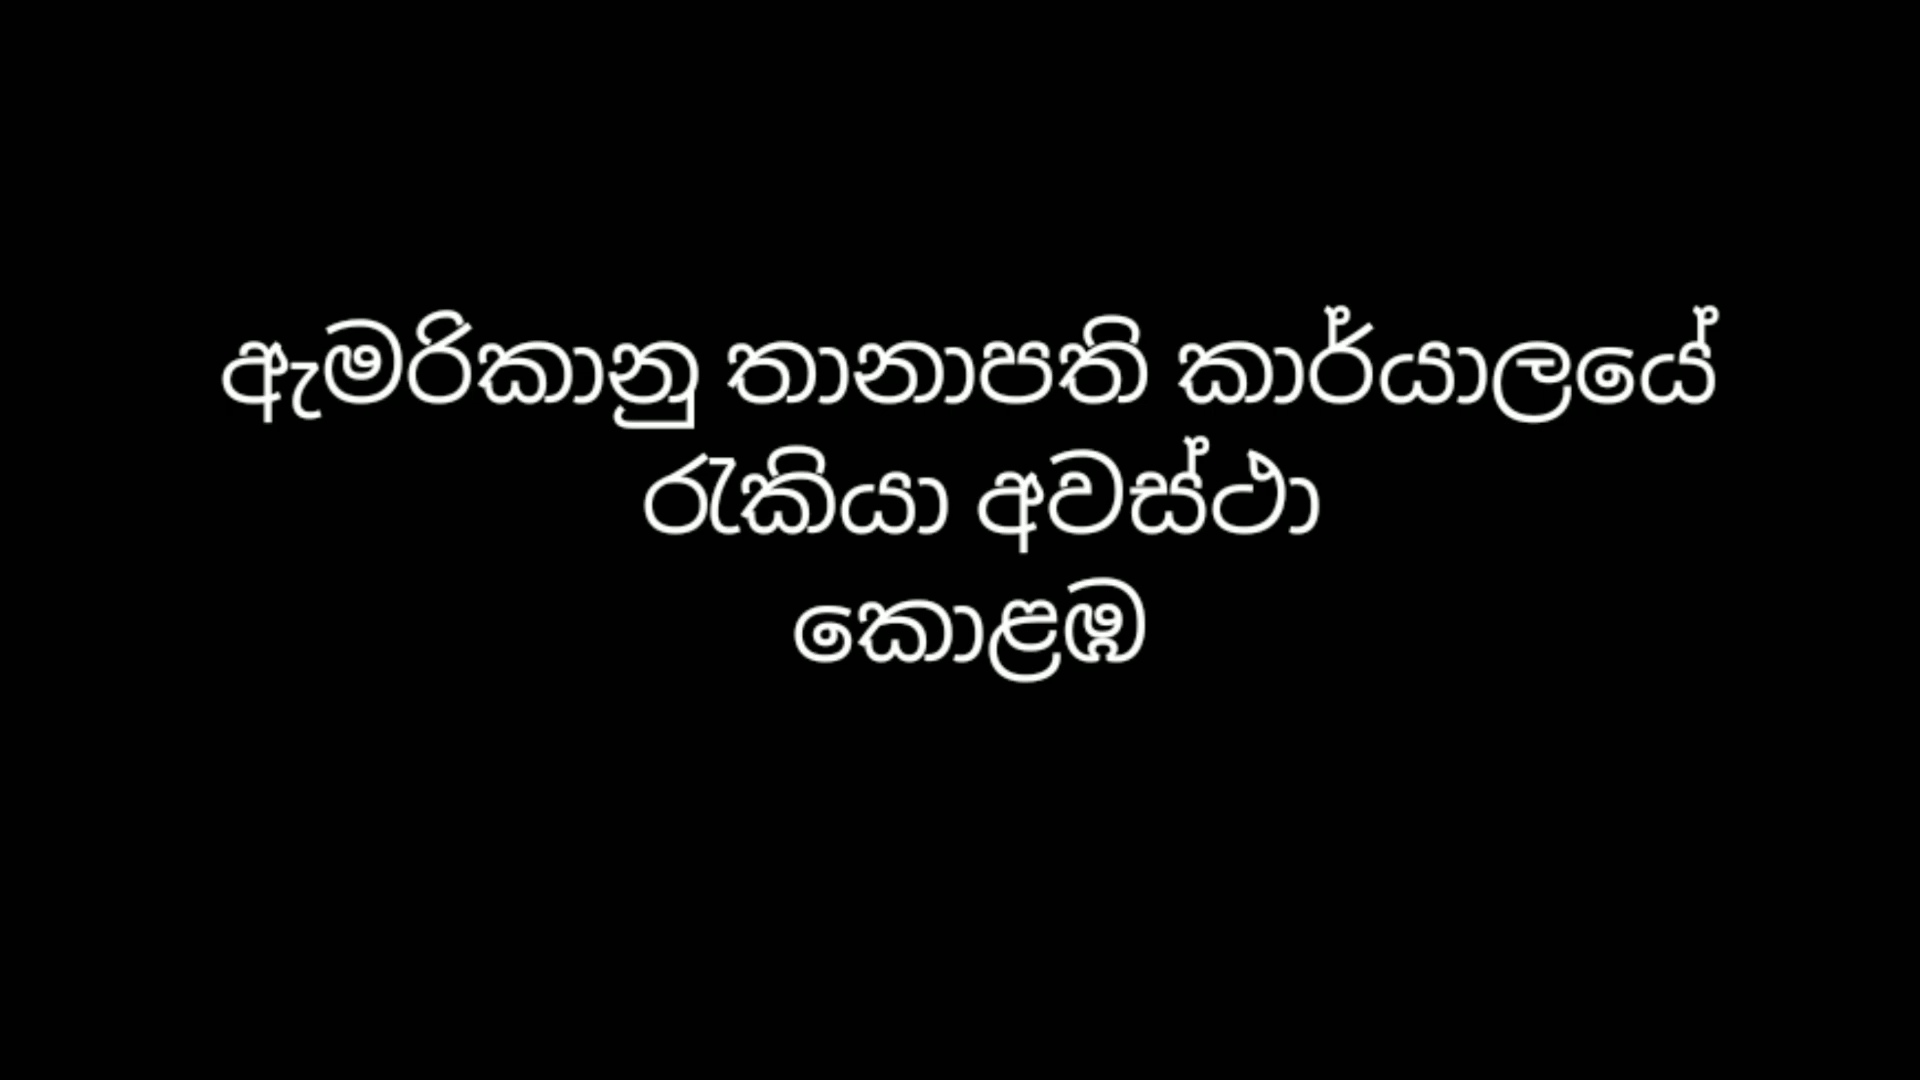 ඇමරිකානු තානාපති කාර්යාලයේ
රැකියා අවස්ථා
කොළඹ